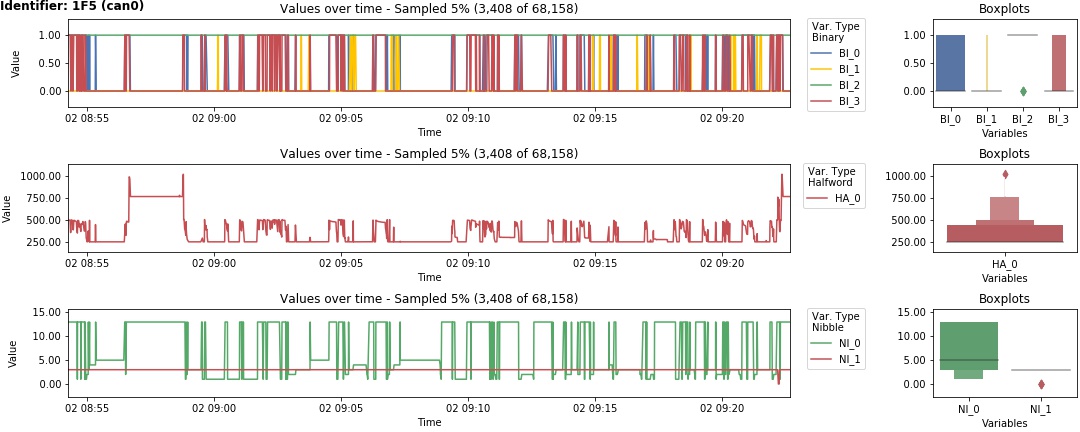 Identifier: 1F5 (can0)
Values over time - Sampled 5% (3,408 of 68,158)
Value
1.00
0.50
0.00
02 08:55 02 09:00 02 09:05 02 09:10 02 09:15 02 09:20
Time
Var. Type
Binary
BI_0
BI_1
BI_2
BI_3
Boxplots
1.00
0.50
0.00
BI_0 BI_1 BI_2 BI_3
Variables
Values over time - Sampled 5% (3,408 of 68,158)
Value
1000.00
750.00
500.00
250.00
02 08:55 02 09:00 02 09:05 02 09:10 02 09:15 02 09:20
Time
Var. Type
Halfword
HA_0
Boxplots
1000.00
750.00
500.00
250.00
HA_0
Variables
Values over time - Sampled 5% (3,408 of 68,158)
Value
15.00
10.00
5.00
0.00
02 08:55 02 09:00 02 09:05 02 09:10 02 09:15 02 09:20
Time
Var. Type
Nibble
NI_0
NI_1
Boxplots
15.00
10.00
5.00
0.00
NI_0 NI_1
Variables